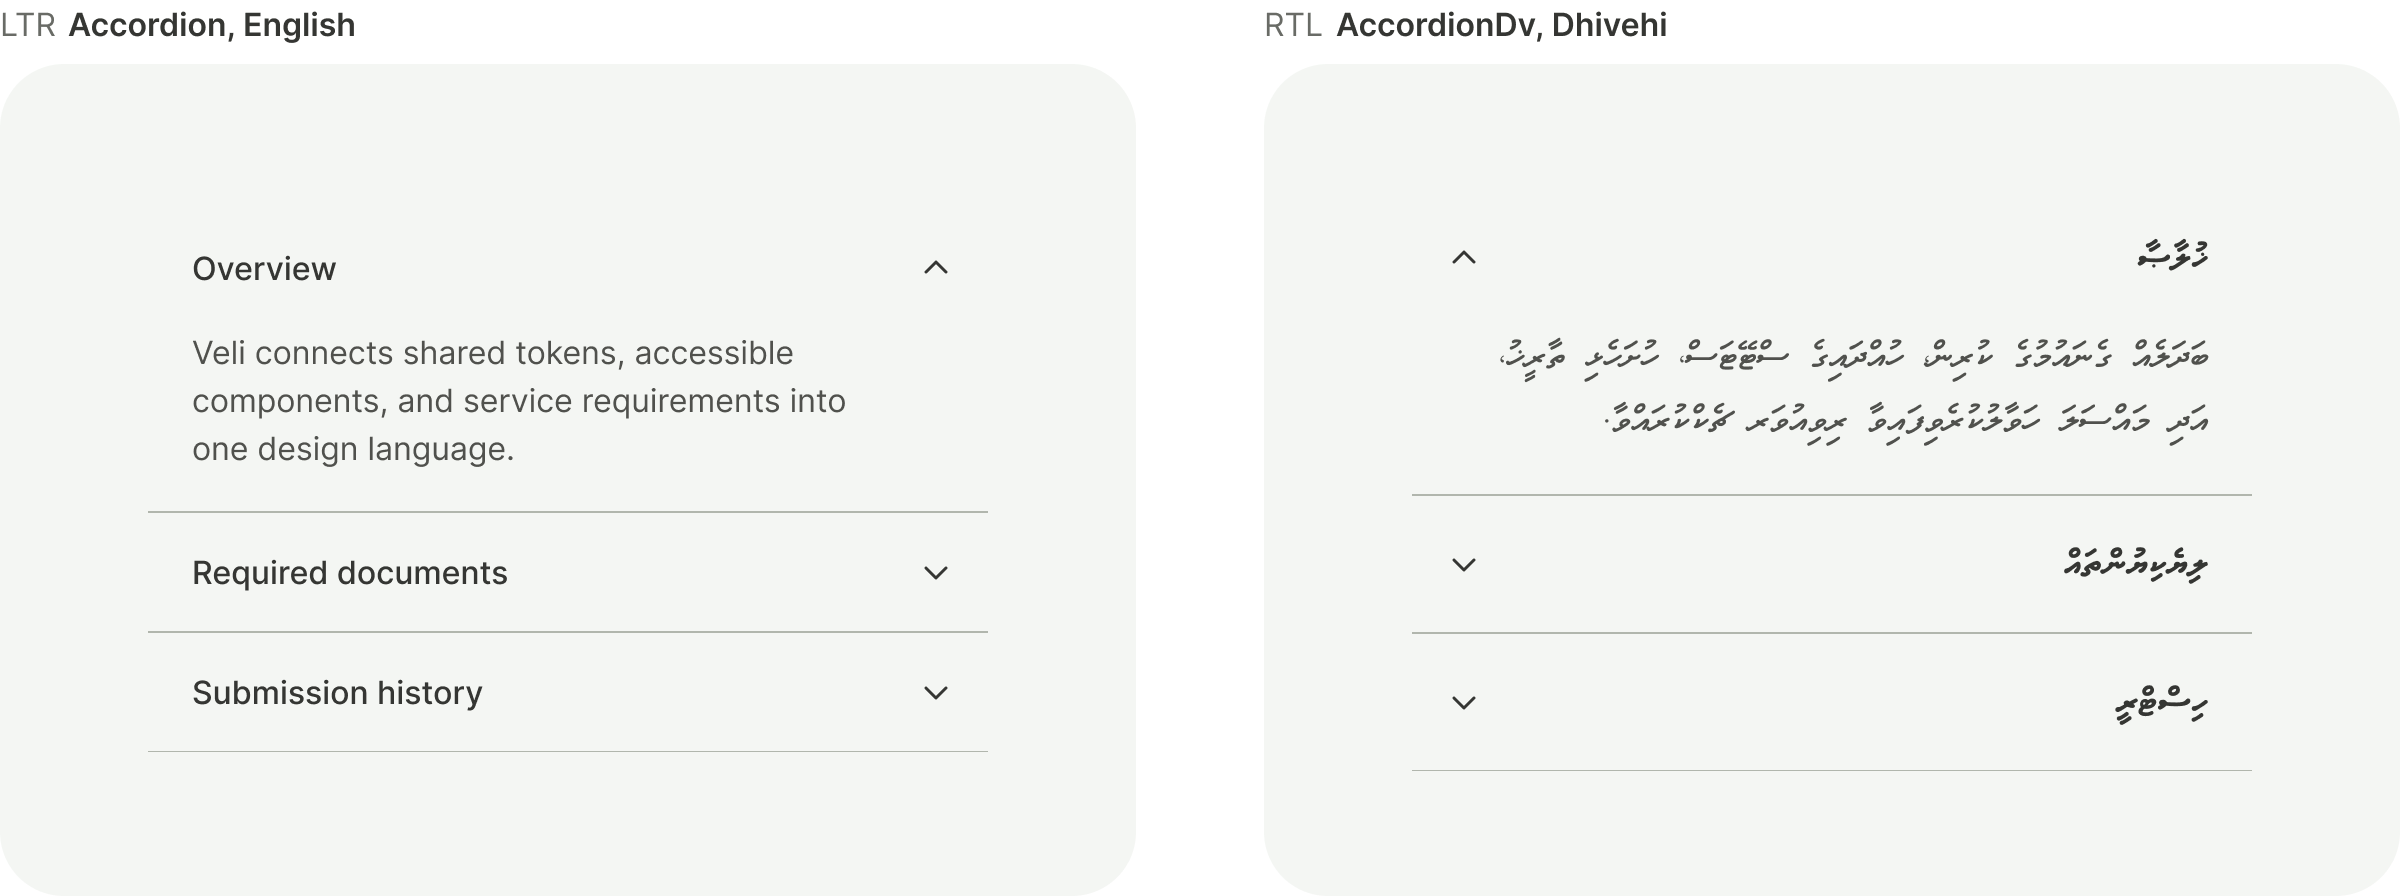 LTR Accordion, English
Overview
Veli connects shared tokens, accessible
components, and service requirements into
one design language.
Required documents
Submission history
RTL AccordionDv, Dhivehi
ޚުލާޞާ
ބަދަލެއް ގެނައުމުގެ ކުރިން، ހުއްދައިގެ ސްޓޭޓަސް، ހުށަހެޅި ތާރީޚު،
އަދި މައްސަލަ ހަވާލުކުރެވިފައިވާ ރިވިއުވަރ ޗެކްކުރައްވާ.
ލިޔެކިޔުންތައް
ހިސްޓްރީ